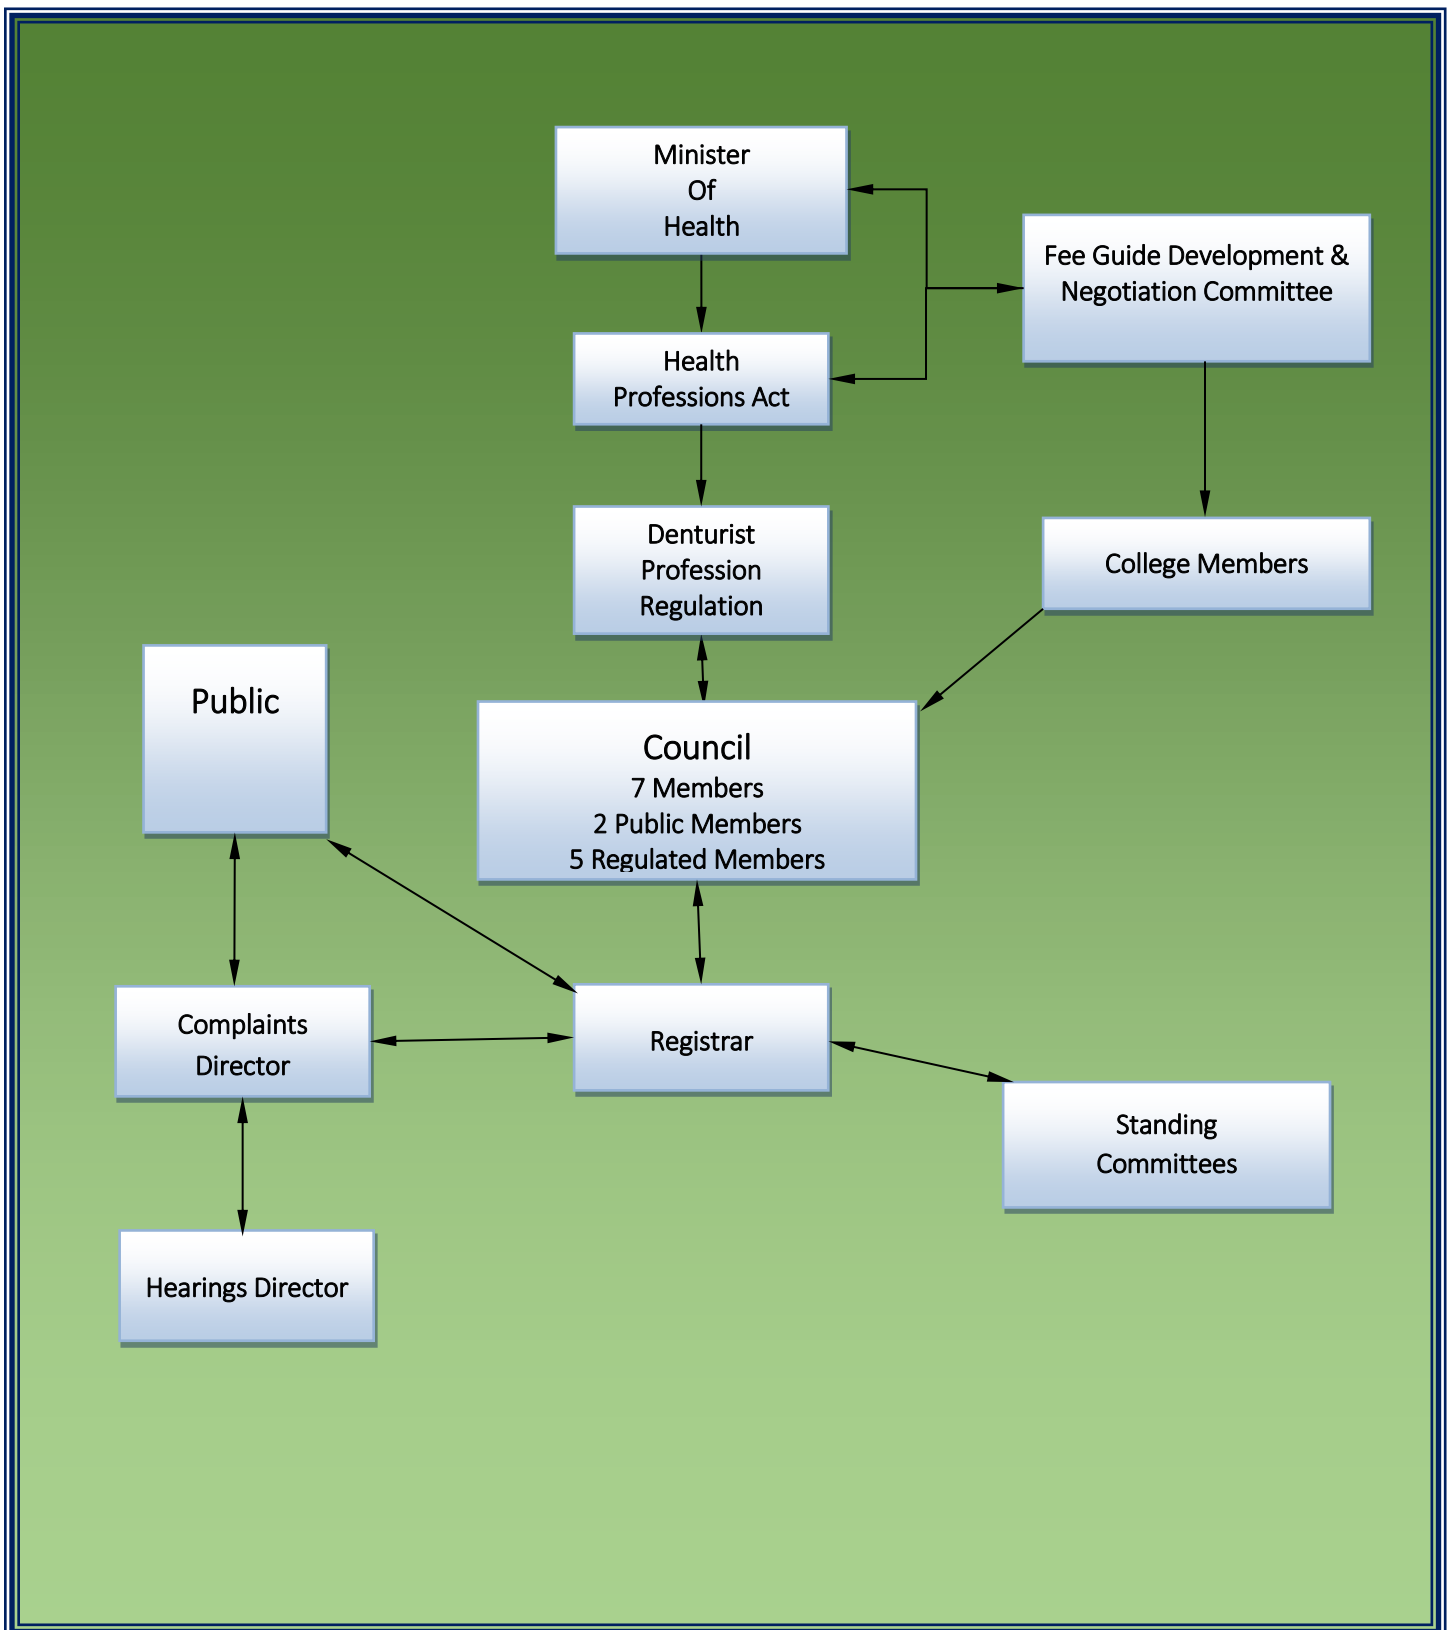 Minister
Of
Health
Fee Guide Development &
Negotiation Committee
Health
Professions Act
Denturist
Profession
Regulation
College Members
Public
Council
7 Members
2 Public Members
5 Regulated Members
Complaints
Director
Registrar
Standing
Committees
Hearings Director